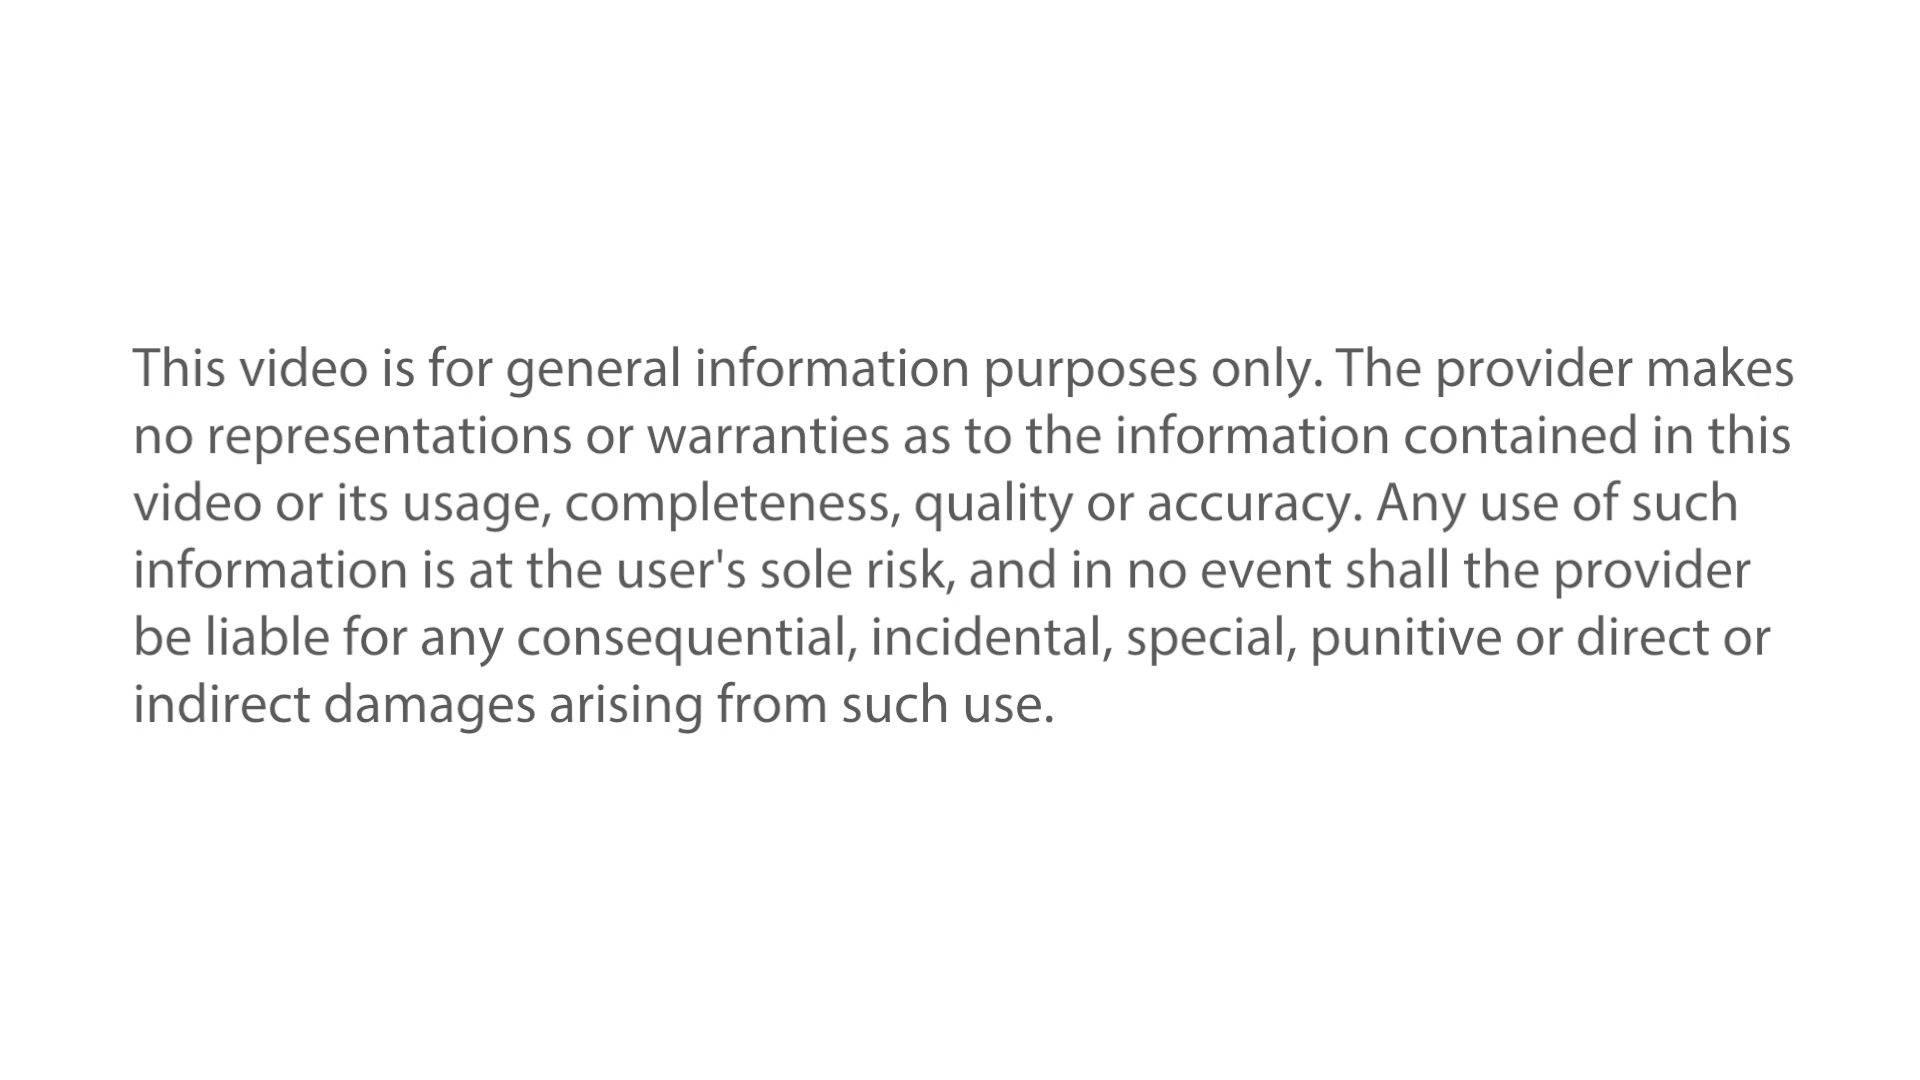 This video is for general information purposes only. The provider makes
no representations or warranties as to the information contained in this
video or its usage, completeness, quality or accuracy. Any use of such
information is at the user's sole risk, and in no event shall the provider
be liable for any consequential, incidental, special, punitive or direct or
indirect damages arising from such use.